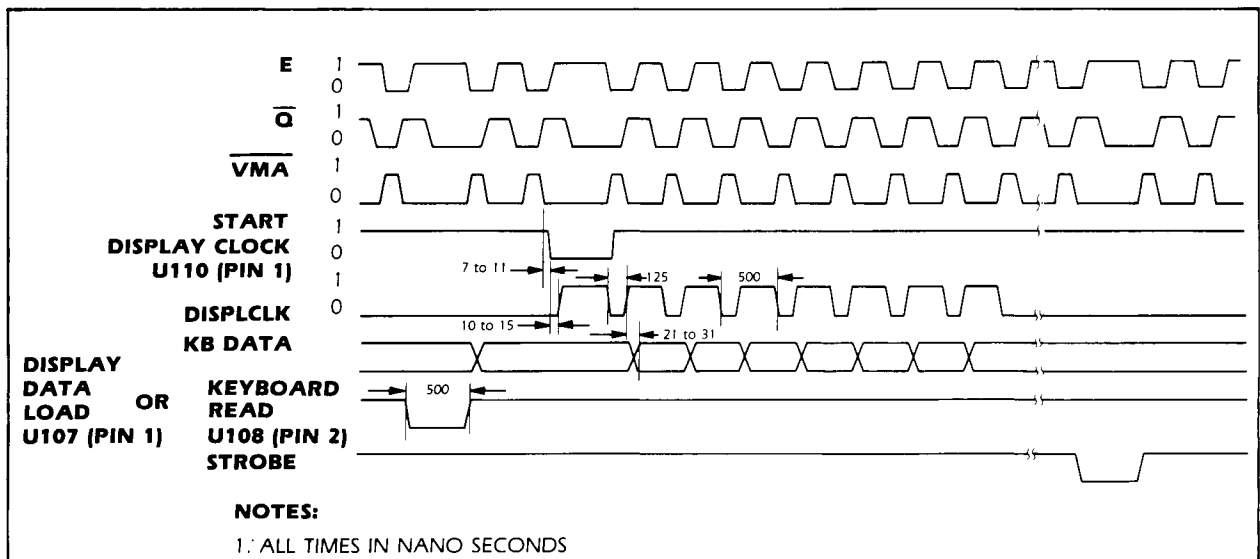 E 1
0
Q 1
0
VMA 1
0
START 1
DISPLAY CLOCK 0
U110 (PIN 1)
7 to 11
125
500
1
DISPLCLK 0
10 to 15
21 to 31
KB DATA
DISPLAY
DATA
LOAD
U107 (PIN 1)
OR
KEYBOARD
READ
U108 (PIN 2)
500
STROBE
NOTES:
1. ALL TIMES IN NANO SECONDS